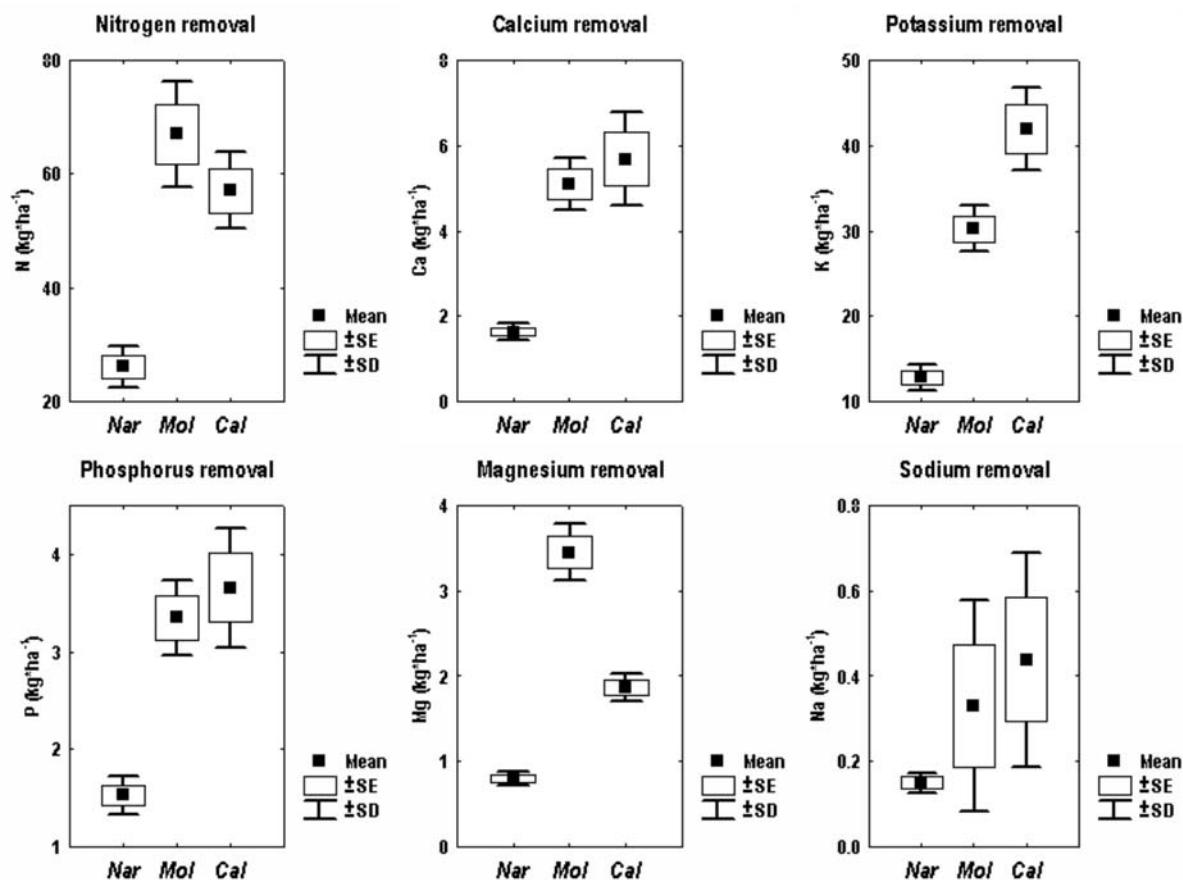 Nitrogen removal
80
60
40
20
N (kg*ha⁻¹)
Nar Mol Cal
■ Mean
±SE
±SD
Calcium removal
8
6
4
2
0
Ca (kg*ha⁻¹)
Nar Mol Cal
■ Mean
±SE
±SD
Potassium removal
50
40
30
20
10
K (kg*ha⁻¹)
Nar Mol Cal
■ Mean
±SE
±SD
Phosphorus removal
4
3
2
1
P (kg*ha⁻¹)
Nar Mol Cal
■ Mean
±SE
±SD
Magnesium removal
4
3
2
1
0
Mg (kg*ha⁻¹)
Nar Mol Cal
■ Mean
±SE
±SD
Sodium removal
0.8
0.6
0.4
0.2
0.0
Na (kg*ha⁻¹)
Nar Mol Cal
■ Mean
±SE
±SD